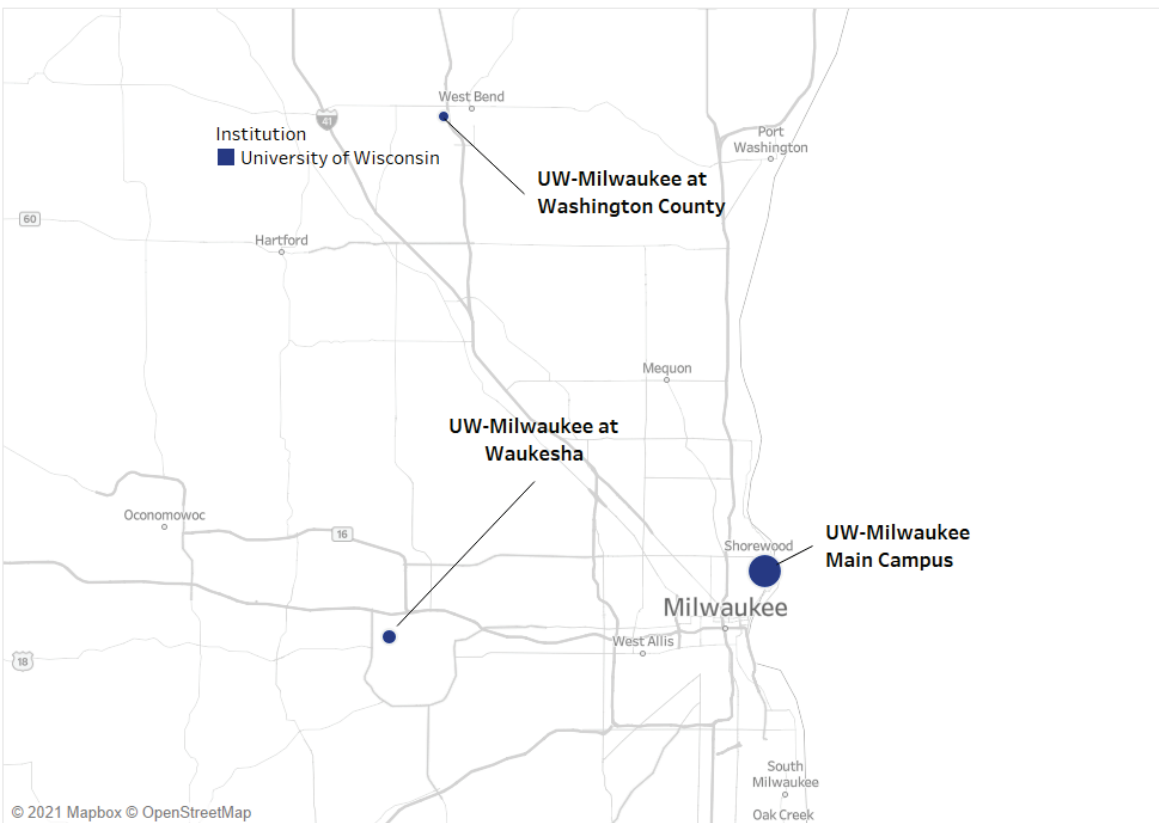 West Bend
41
Institution
University of Wisconsin
Port
Washington
UW-Milwaukee at
Washington County
60
Hartford
Mequon
UW-Milwaukee at
Waukesha
Oconomowoc
16
Shorewood
UW-Milwaukee
Main Campus
Milwaukee
West Allis
18
South
Milwaukee
Oak Creek
© 2021 Mapbox © OpenStreetMap